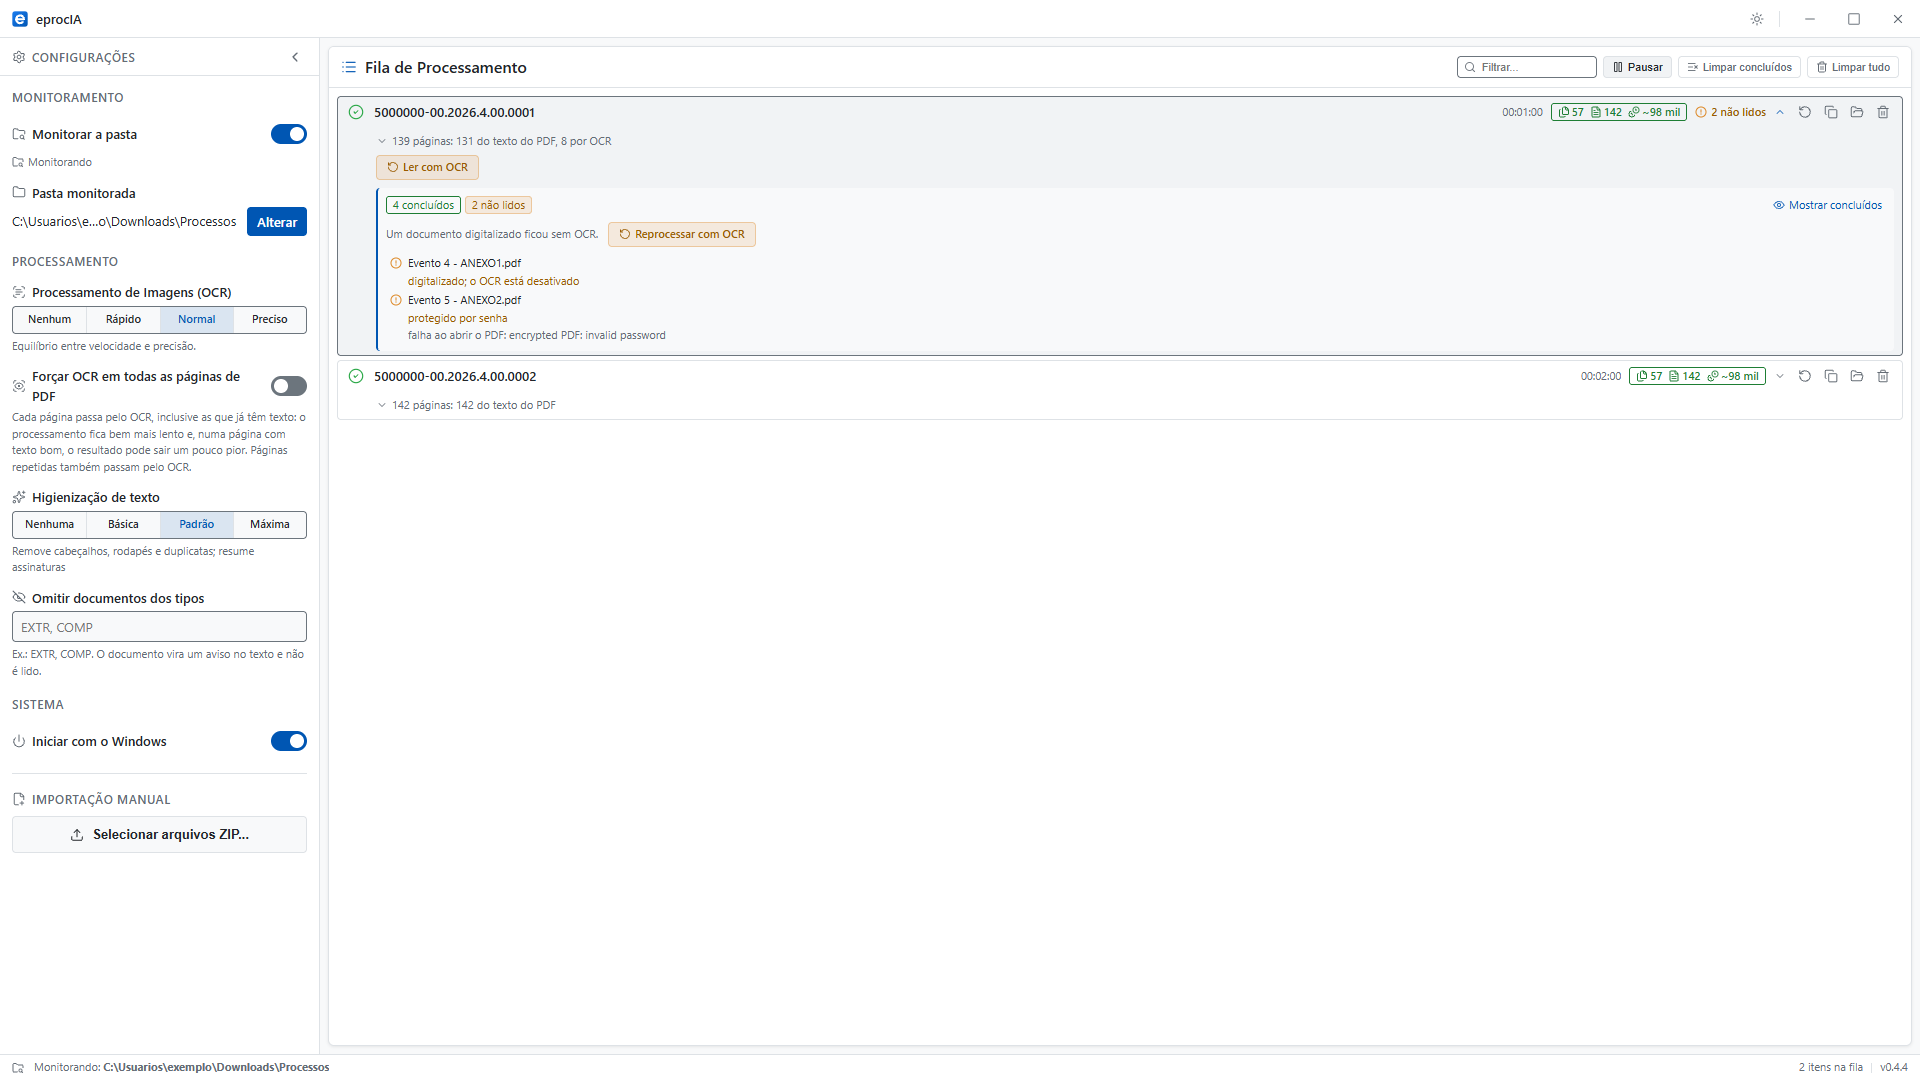 eprocIA
CONFIGURAÇÕES
MONITORAMENTO
Monitorar a pasta
Monitorando
Pasta monitorada
C:\Usuarios\e...o\Downloads\Processos
Alterar
PROCESSAMENTO
Processamento de Imagens (OCR)
Nenhum Rápido Normal Preciso
Equilíbrio entre velocidade e precisão.
Forçar OCR em todas as páginas de
PDF
Cada página passa pelo OCR, inclusive as que já têm texto: o
processamento fica bem mais lento e, numa página com
texto bom, o resultado pode sair um pouco pior. Páginas
repetidas também passam pelo OCR.
Higienização de texto
Nenhuma Básica Padrão Máxima
Remove cabeçalhos, rodapés e duplicatas; resume
assinaturas
Omitir documentos dos tipos
EXTR, COMP
Ex.: EXTR, COMP. O documento vira um aviso no texto e não
é lido.
SISTEMA
Iniciar com o Windows
IMPORTAÇÃO MANUAL
Selecionar arquivos ZIP...
Fila de Processamento
Filtrar...
Pausar
Limpar concluídos
Limpar tudo
5000000-00.2026.4.00.0001
00:01:00 57 142 ~98 mil 2 não lidos
139 páginas: 131 do texto do PDF, 8 por OCR
Ler com OCR
4 concluídos 2 não lidos
Mostrar concluídos
Um documento digitalizado ficou sem OCR.
Reprocessar com OCR
Evento 4 - ANEXO1.pdf
digitalizado; o OCR está desativado
Evento 5 - ANEXO2.pdf
protegido por senha
falha ao abrir o PDF: encrypted PDF: invalid password
5000000-00.2026.4.00.0002
00:02:00 57 142 ~98 mil
142 páginas: 142 do texto do PDF
Monitorando: C:\Usuarios\exemplo\Downloads\Processos
2 itens na fila
v0.4.4